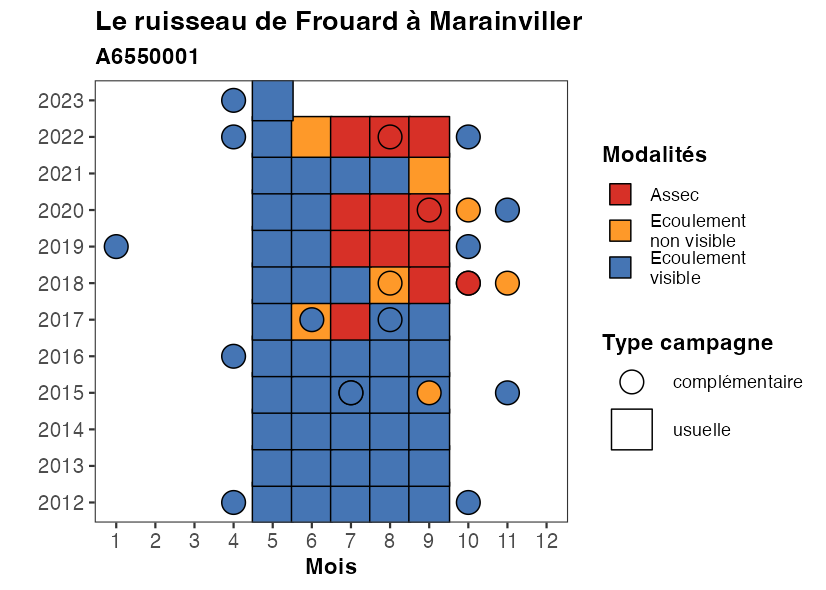 Le ruisseau de Frouard à Marainviller
A6550001
2023
2022
2021
2020
2019
2018
2017
2016
2015
2014
2013
2012
1 2 3 4 5 6 7 8 9 10 11 12
Mois
Modalités
Assec
Ecoulement
non visible
Ecoulement
visible
Type campagne
complémentaire
usuelle